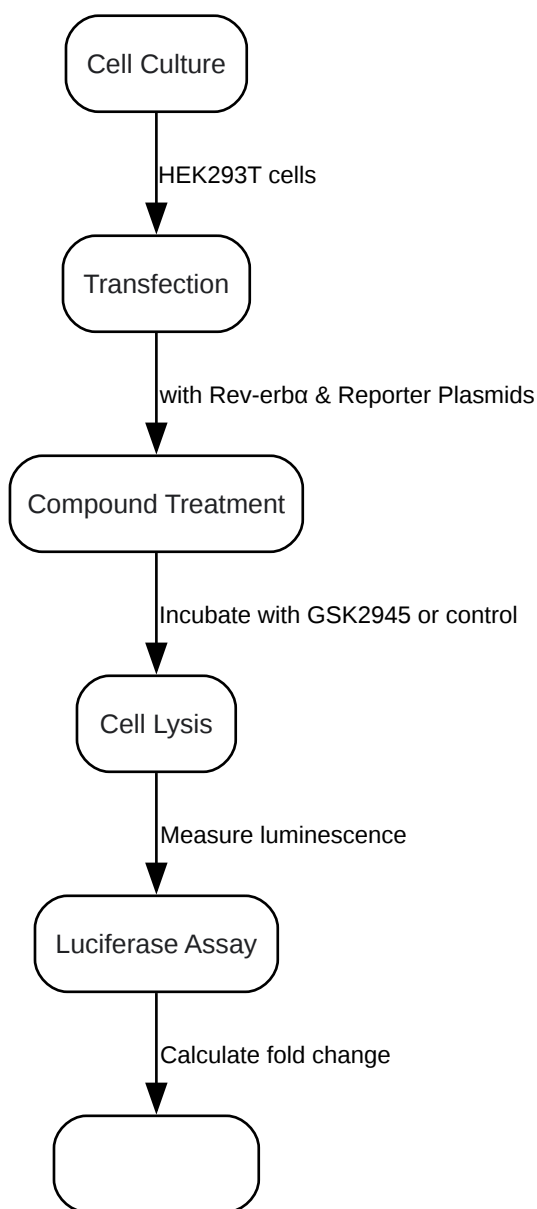 Cell Culture
HEK293T cells
Transfection
with Rev-erbα & Reporter Plasmids
Compound Treatment
Incubate with GSK2945 or control
Cell Lysis
Measure luminescence
Luciferase Assay
Calculate fold change